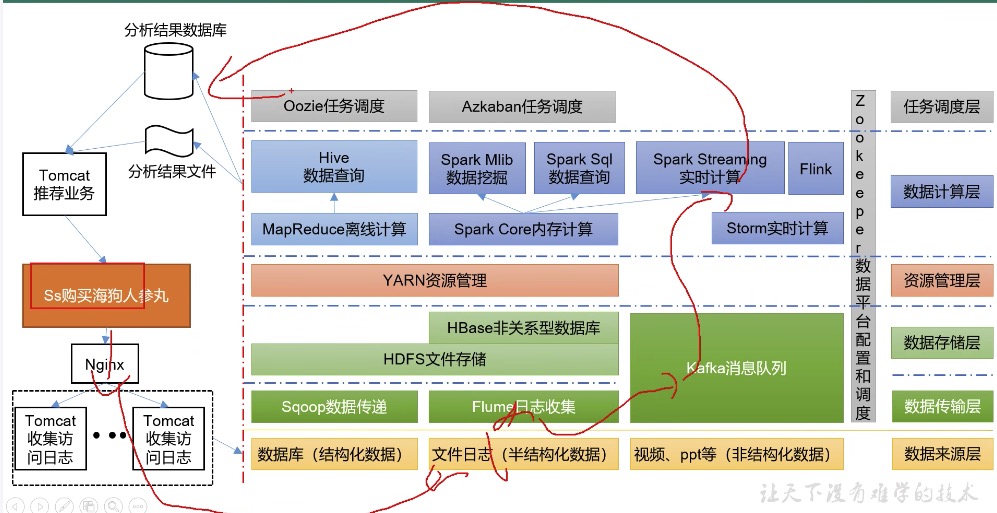 分析结果数据库
分析结果文件
Tomcat
推荐业务
Ss购买海狗人参丸
Nginx
Tomcat
收集访
问日志
Tomcat
收集访
问日志
Oozie任务调度
Azkaban任务调度
任务调度层
Hive
数据查询
Spark Mlib
数据挖掘
Spark Sql
数据查询
Spark Streaming
实时计算
Flink
数据计算层
MapReduce离线计算
Spark Core内存计算
Storm实时计算
YARN资源管理
资源管理层
HBase非关系型数据库
HDFS文件存储
Kafka消息队列
数据存储层
Sqoop数据传递
Flume日志收集
数据传输层
数据库（结构化数据）
文件日志（半结构化数据）
视频、ppt等（非结构化数据）
数据来源层
Zookeeper数据平台配置和调度
让天下没有难学的技术